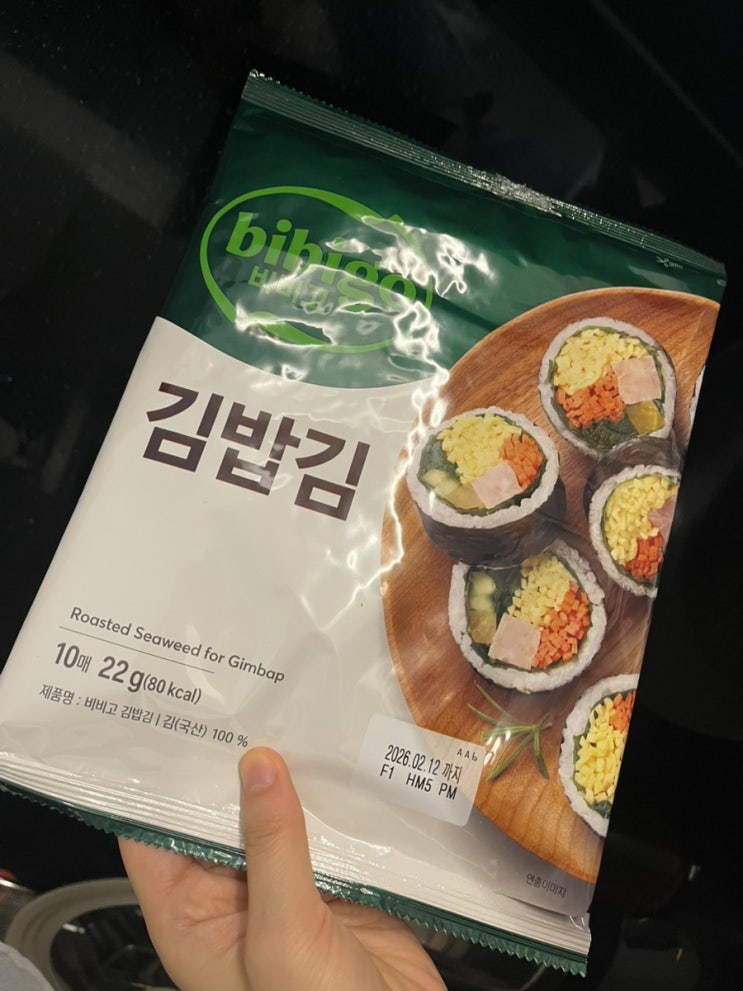 bibigo
비비고
김밥김
Roasted Seaweed for Gimbap
10매 22g(80kcal)
제품명 : 비비고 김밥김 | 김(국산) 100 %
AAb
2026.02.12 까지
F1 HM5 PM
연출이미지